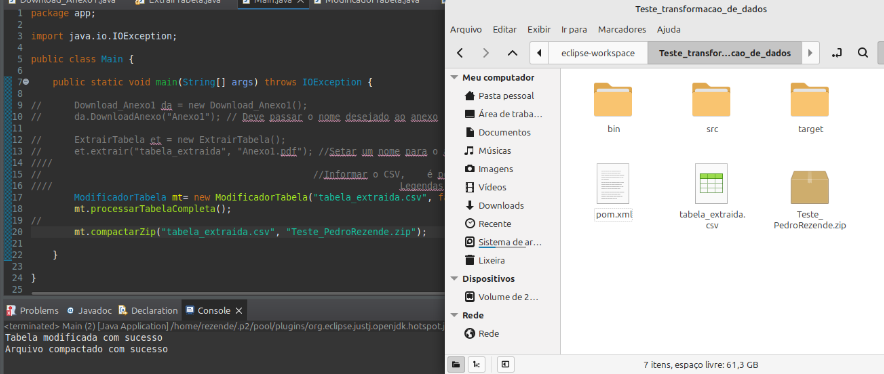 Download_Anexo1.java ExtrairTabela.java Main.java ModificadorTabela.java
1 package app;
2
3 import java.io.IOException;
4
5 public class Main {
6
7 public static void main(String[] args) throws IOException {
8
9 // Download_Anexo1 da = new Download_Anexo1();
10 // da.DownloadAnexo("Anexo1"); // Deve passar o nome desejado ao anexo
11
12 // ExtrairTabela et = new ExtrairTabela();
13 // et.extrair("tabela_extraida", "Anexo1.pdf"); //Setar um nome para o
14 ////
15 // //Informar o CSV, é
16 //// Legendas
17 ModificadorTabela mt= new ModificadorTabela("tabela_extraida.csv",
18 mt.processarTabelaCompleta();
19 //
20 mt.compactarZip("tabela_extraida.csv", "Teste_PedroRezende.zip");
21
22 }
23
24 }
25
Problems Javadoc Declaration Console
<terminated> Main (2) [Java Application] /home/rezende/.p2/pool/plugins/org.eclipse.justj.openjdk.hotspot.j
Tabela modificada com sucesso
Arquivo compactado com sucesso
Teste_transformacao_de_dados
Arquivo Editar Exibir Ir para Marcadores Ajuda
eclipse-workspace Teste_transfor...cao_de_dados
Meu computador
Pasta pessoal
Área de traba...
Documentos
Músicas
Imagens
Vídeos
Downloads
Recente
Sistema de ar...
Lixeira
Dispositivos
Volume de 2...
Rede
Rede
bin src target
pom.xml tabela_extraida.
csv Teste_
PedroRezende.zip
7 itens, espaço livre: 61,3 GB